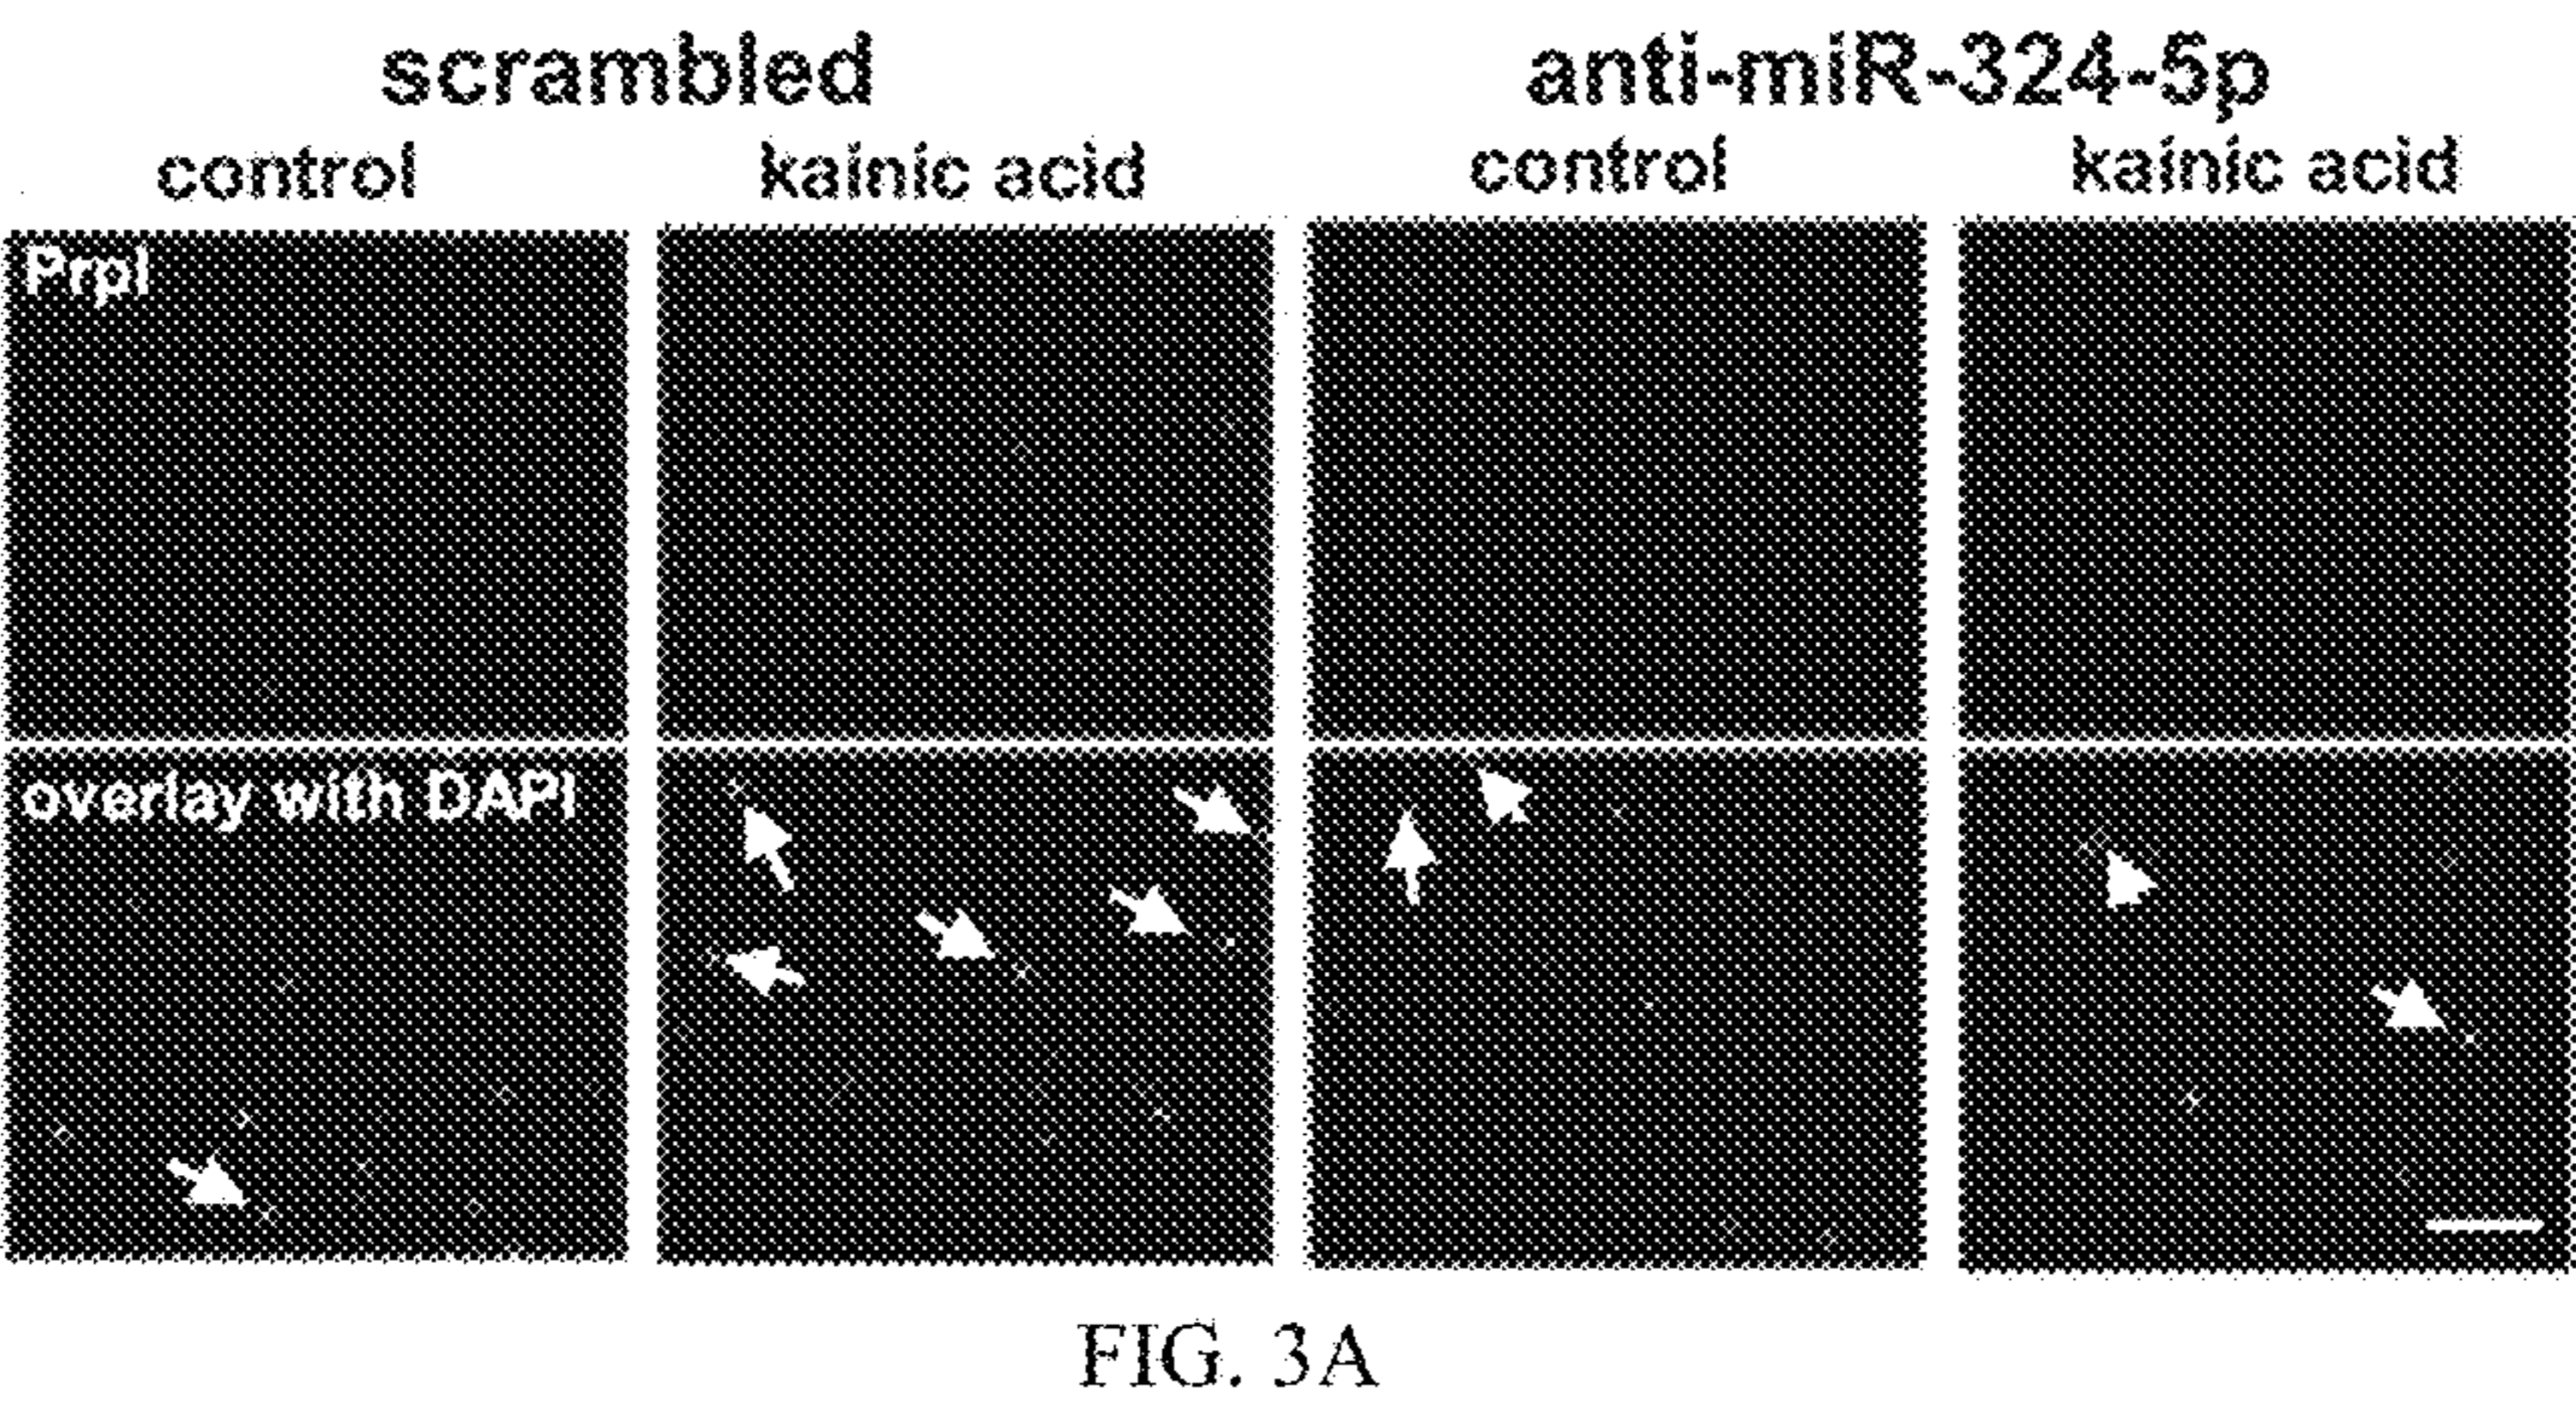 scrambled anti-miR-324-5p
control kainic acid control kainic acid
PrpI
overlay with DAPI
FIG. 3A